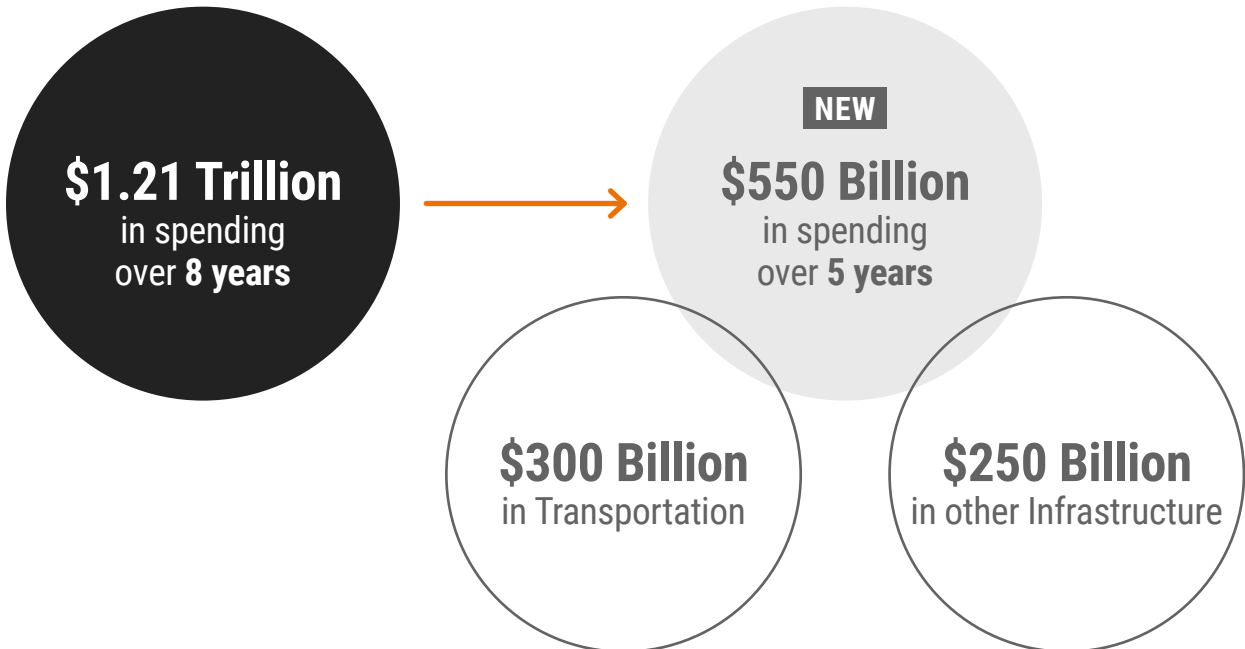 $1.21 Trillion
in spending
over 8 years
NEW
$550 Billion
in spending
over 5 years
$300 Billion
in Transportation
$250 Billion
in other Infrastructure